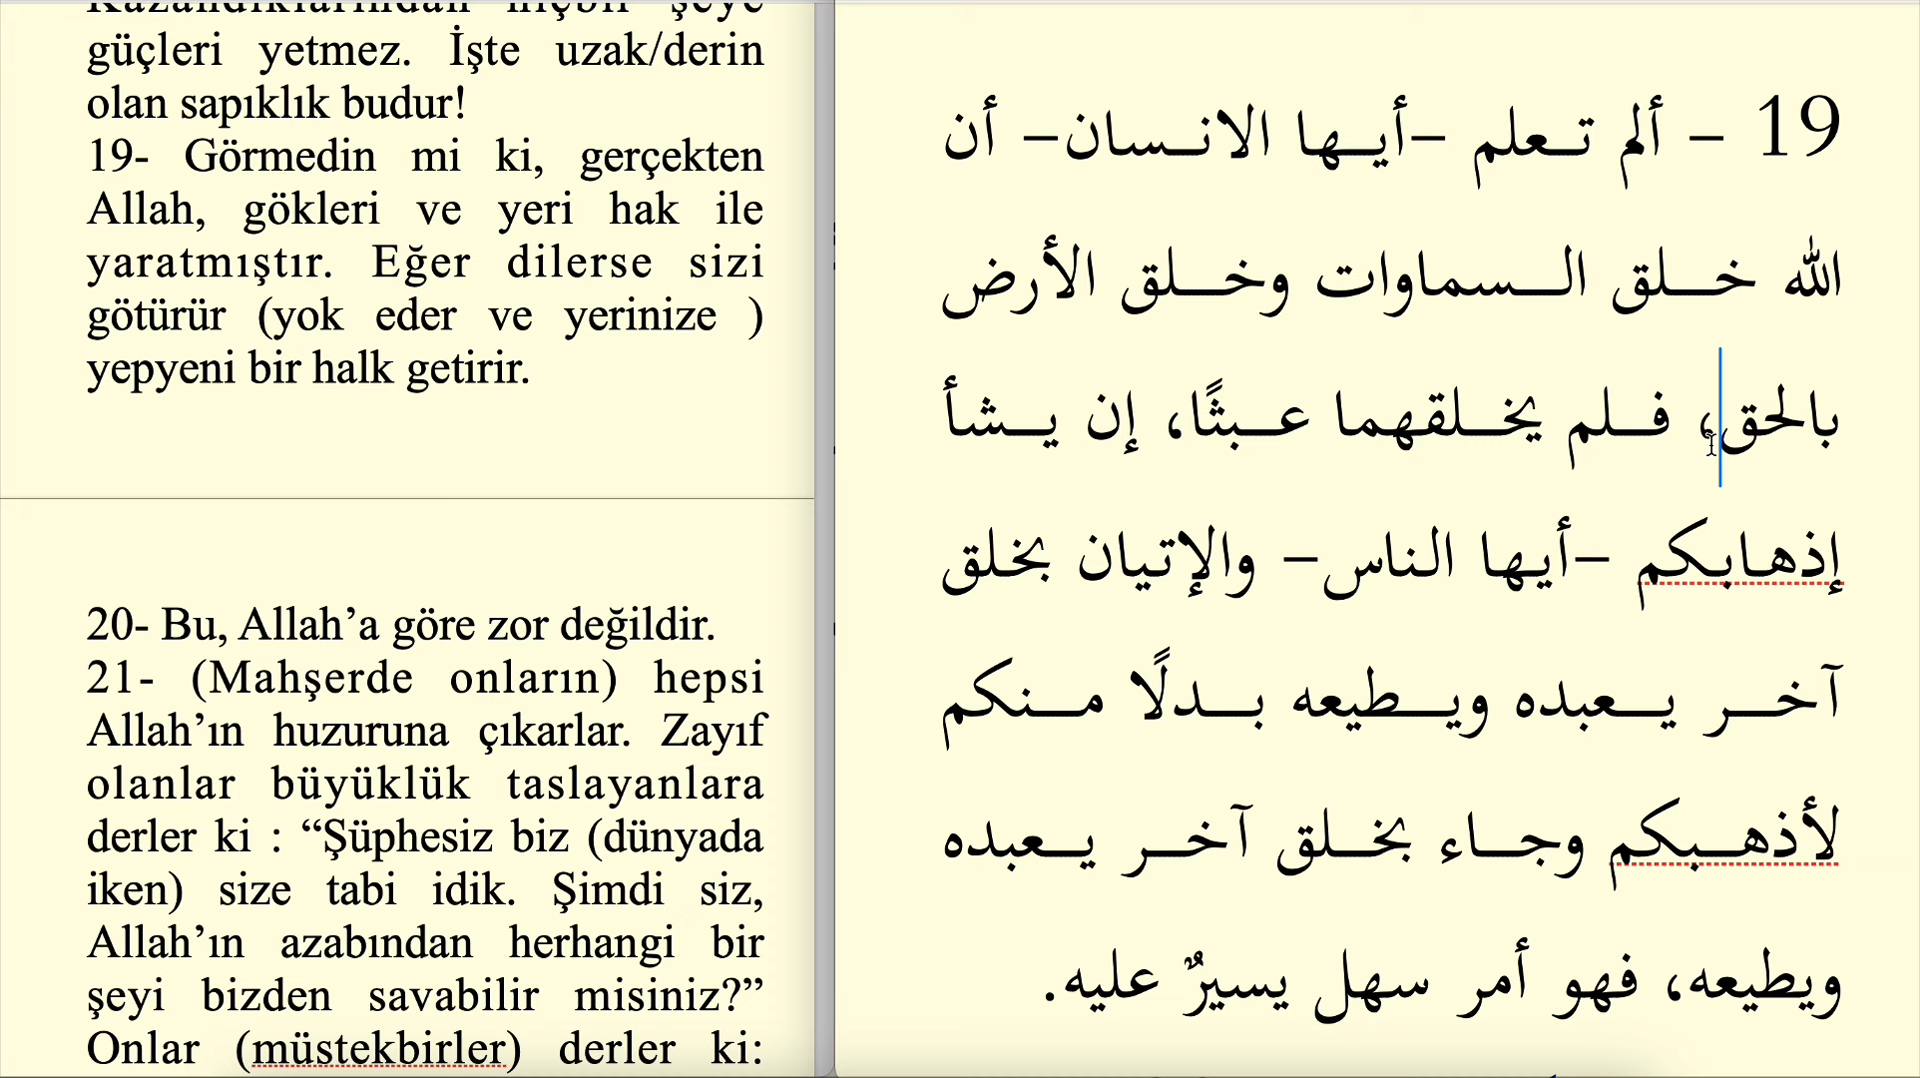 Kazandıklarından hiçbir şeye
güçleri yetmez. İşte uzak/derin
olan sapıklık budur!
19- Görmedin mi ki, gerçekten
Allah, gökleri ve yeri hak ile
yaratmıştır. Eğer dilerse sizi
götürür (yok eder ve yerinize )
yepyeni bir halk getirir.
20- Bu, Allah’a göre zor değildir.
21- (Mahşerde onların) hepsi
Allah’ın huzuruna çıkarlar. Zayıf
olanlar büyüklük taslayanlara
derler ki : “Şüphesiz biz (dünyada
iken) size tabi idik. Şimdi siz,
Allah’ın azabından herhangi bir
şeyi bizden savabilir misiniz?”
Onlar (müstekbirler) derler ki:
19 – ألم تعلم –أيها الانسان– أن
الله خلق السماوات وخلق الأرض
بالحق، فلم يخلقهما عبثًا، إن يشأ
إذهابكم –أيها الناس– والإتيان بخلق
آخر يعبده ويطيعه بدلًا منكم
لأذهبكم وجاء بخلق آخر يعبده
ويطيعه، فهو أمر سهل يسيرٌ عليه.